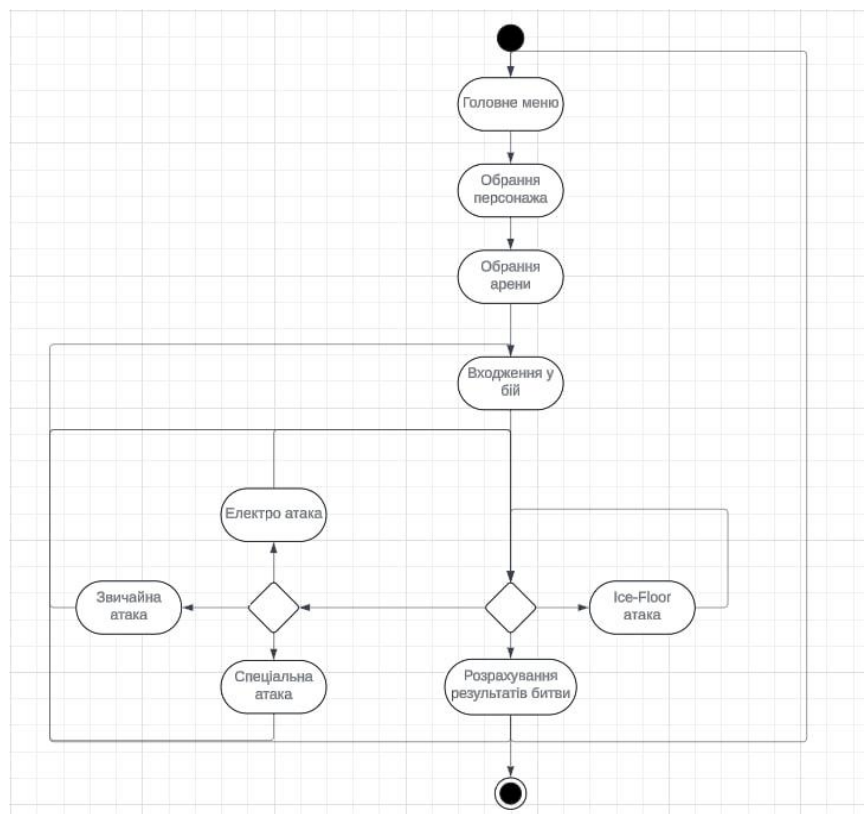 Головне меню
Обрання
персонажа
Обрання
арени
Входження у
бій
Електро атака
Звичайна
атака
Ice-Floor
атака
Спеціальна
атака
Розрахування
результатів битви